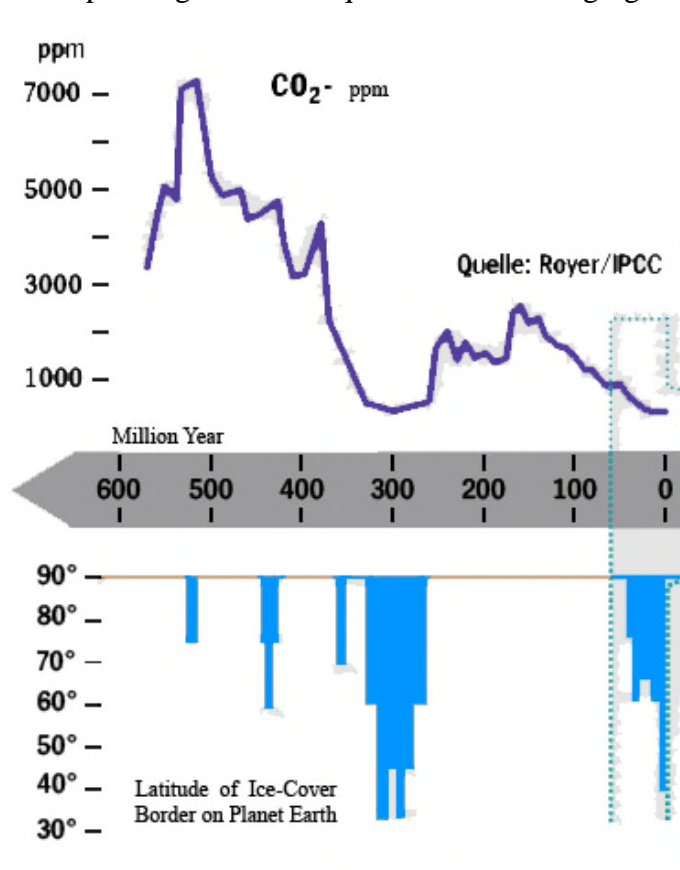 ppm
CO₂- ppm
7000
5000
Quelle: Royer/IPCC
3000
1000
Million Year
600 500 400 300 200 100 0
90°
80°
70°
60°
50°
40°
30°
Latitude of Ice-Cover
Border on Planet Earth